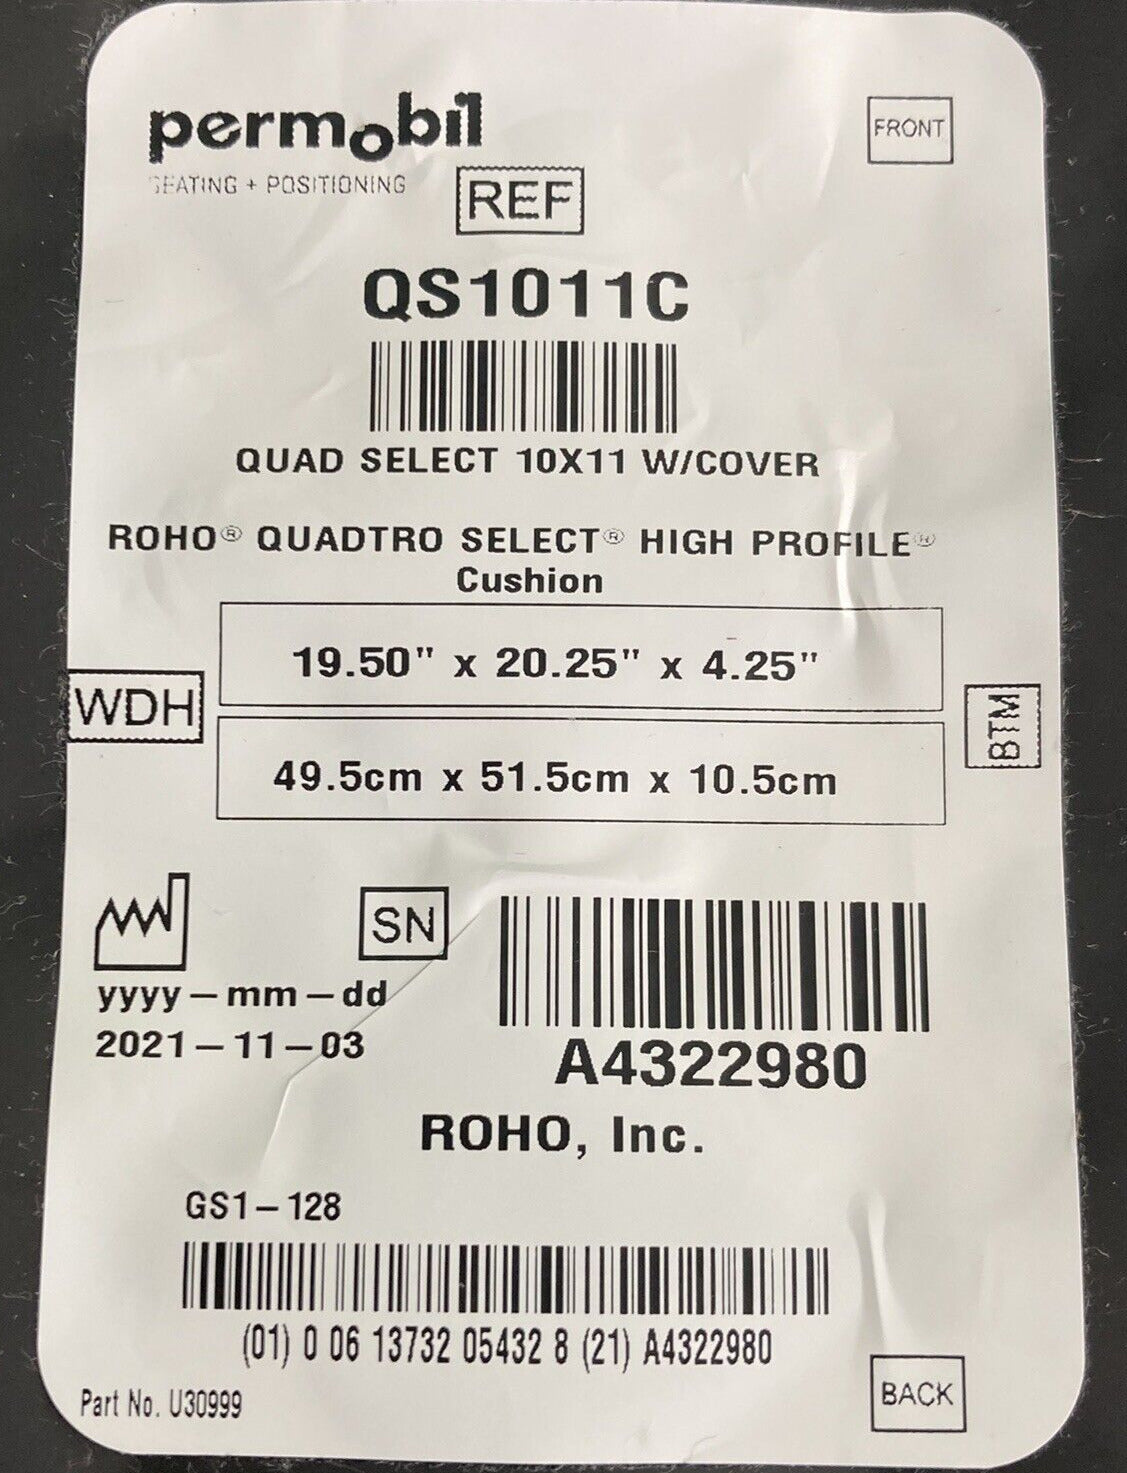 permobil
SEATING + POSITIONING
FRONT
REF
QS1011C
QUAD SELECT 10X11 W/COVER
ROHO® QUADTRO SELECT® HIGH PROFILE®
Cushion
19.50" x 20.25" x 4.25"
WDH
49.5cm x 51.5cm x 10.5cm
BTM
SN
yyyy-mm-dd
2021-11-03
A4322980
ROHO, Inc.
GS1-128
(01) 0 06 13732 05432 8 (21) A4322980
Part No. U30999
BACK